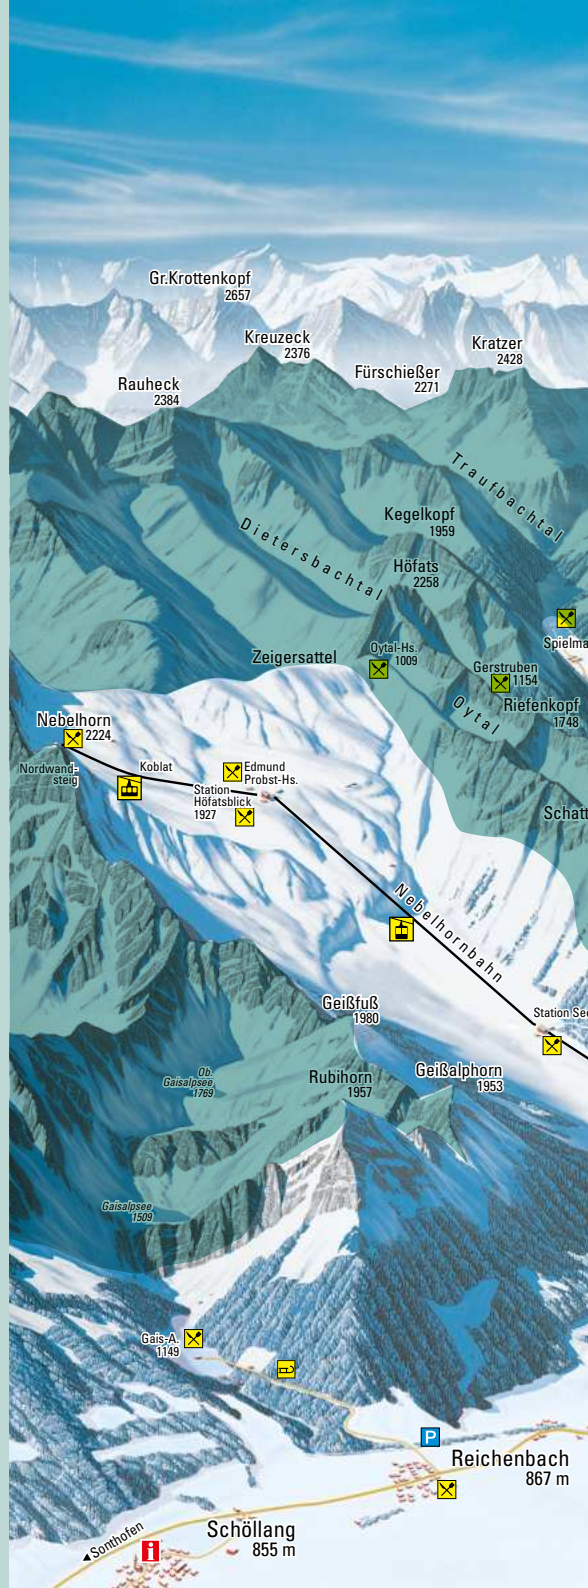 Gr.Krottenkopf
2657
Kreuzeck
2376
Kratzer
2428
Fürschießer
2271
Rauheck
2384
Traufbachtal
Kegelkopf
1959
Dietersbachtal
Höfats
2258
Spielma
Oytal-Hs.
1009
Zeigersattel
Gerstruben
1154
Riefenkopf
1748
Oytal
Nebelhorn
2224
Nordwand-
steig
Koblat
Edmund
Probst-Hs.
Station
Höfatsblick
1927
Schatt
Nebelhornbahn
Geißfuß
1980
Station See
Ob.
Gaisalpsee
1769
Rubihorn
1957
Geißalphorn
1953
Gaisalpsee
1509
Gais-A.
1149
P
Reichenbach
867 m
Schöllang
855 m
Sonthofen
i